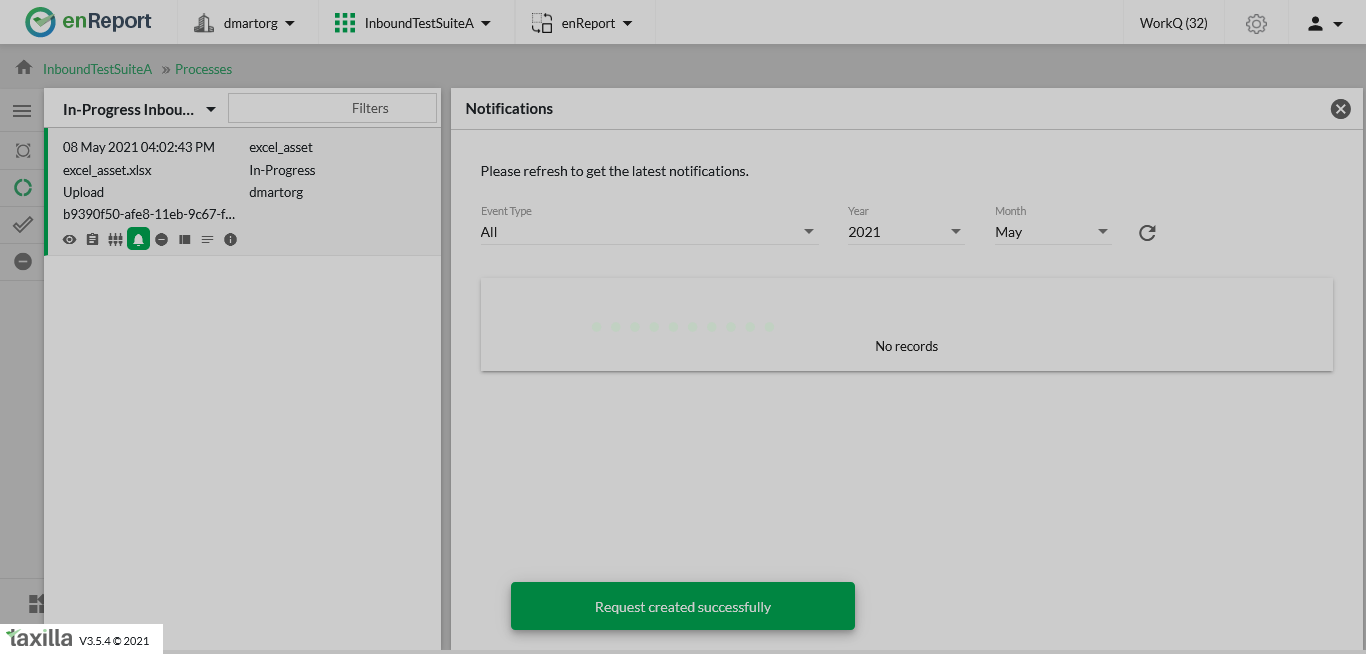 enReport
dmartorg
InboundTestSuiteA
enReport
WorkQ (32)
InboundTestSuiteA » Processes
In-Progress Inbou...
Filters
08 May 2021 04:02:43 PM
excel_asset
excel_asset.xlsx
In-Progress
Upload
dmartorg
b9390f50-afe8-11eb-9c67-f...
Notifications
Please refresh to get the latest notifications.
Event Type
Year
Month
All
2021
May
No records
Request created successfully
taxilla V3.5.4 © 2021